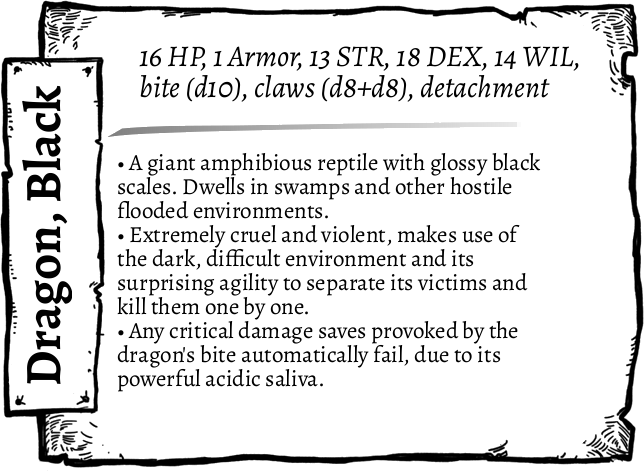 Dragon, Black
16 HP, 1 Armor, 13 STR, 18 DEX, 14 WIL,
bite (d10), claws (d8+d8), detachment
• A giant amphibious reptile with glossy black
scales. Dwells in swamps and other hostile
flooded environments.
• Extremely cruel and violent, makes use of
the dark, difficult environment and its
surprising agility to separate its victims and
kill them one by one.
• Any critical damage saves provoked by the
dragon's bite automatically fail, due to its
powerful acidic saliva.